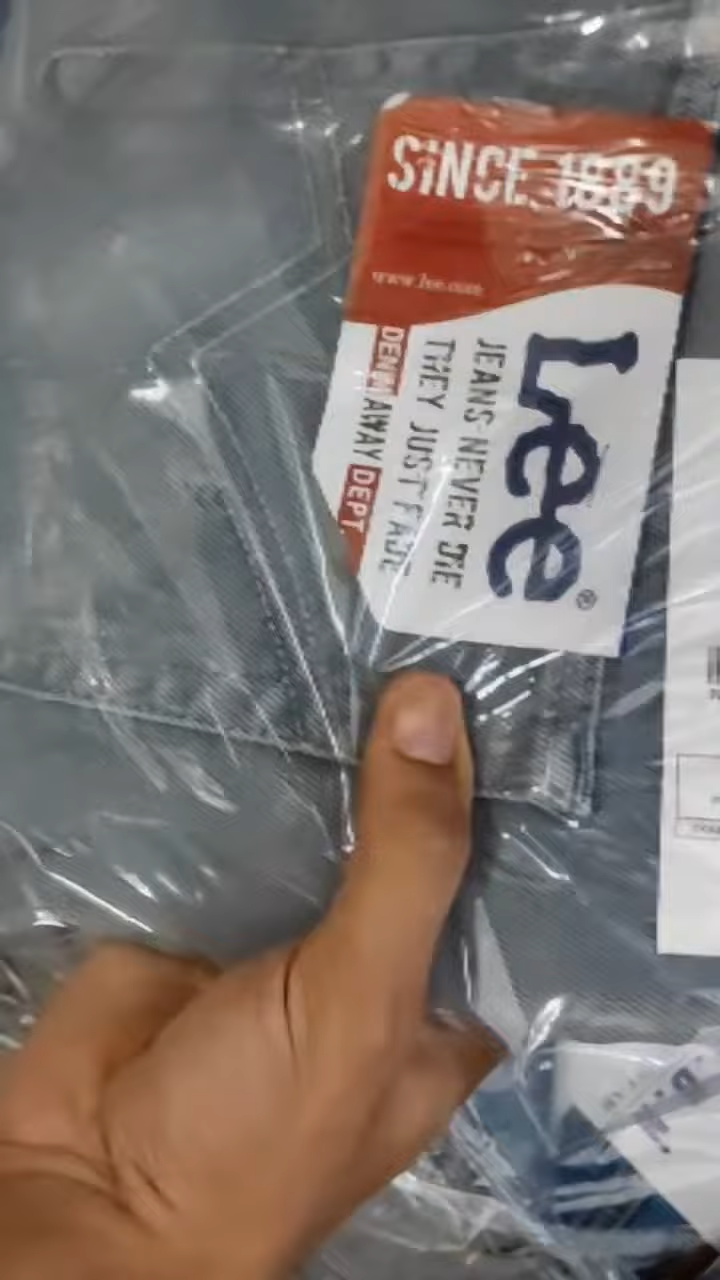 SINCE 1889
www.lee.com
Lee®
JEANS NEVER DIE
THEY JUST FADE
DENIM AWAY DEPT.